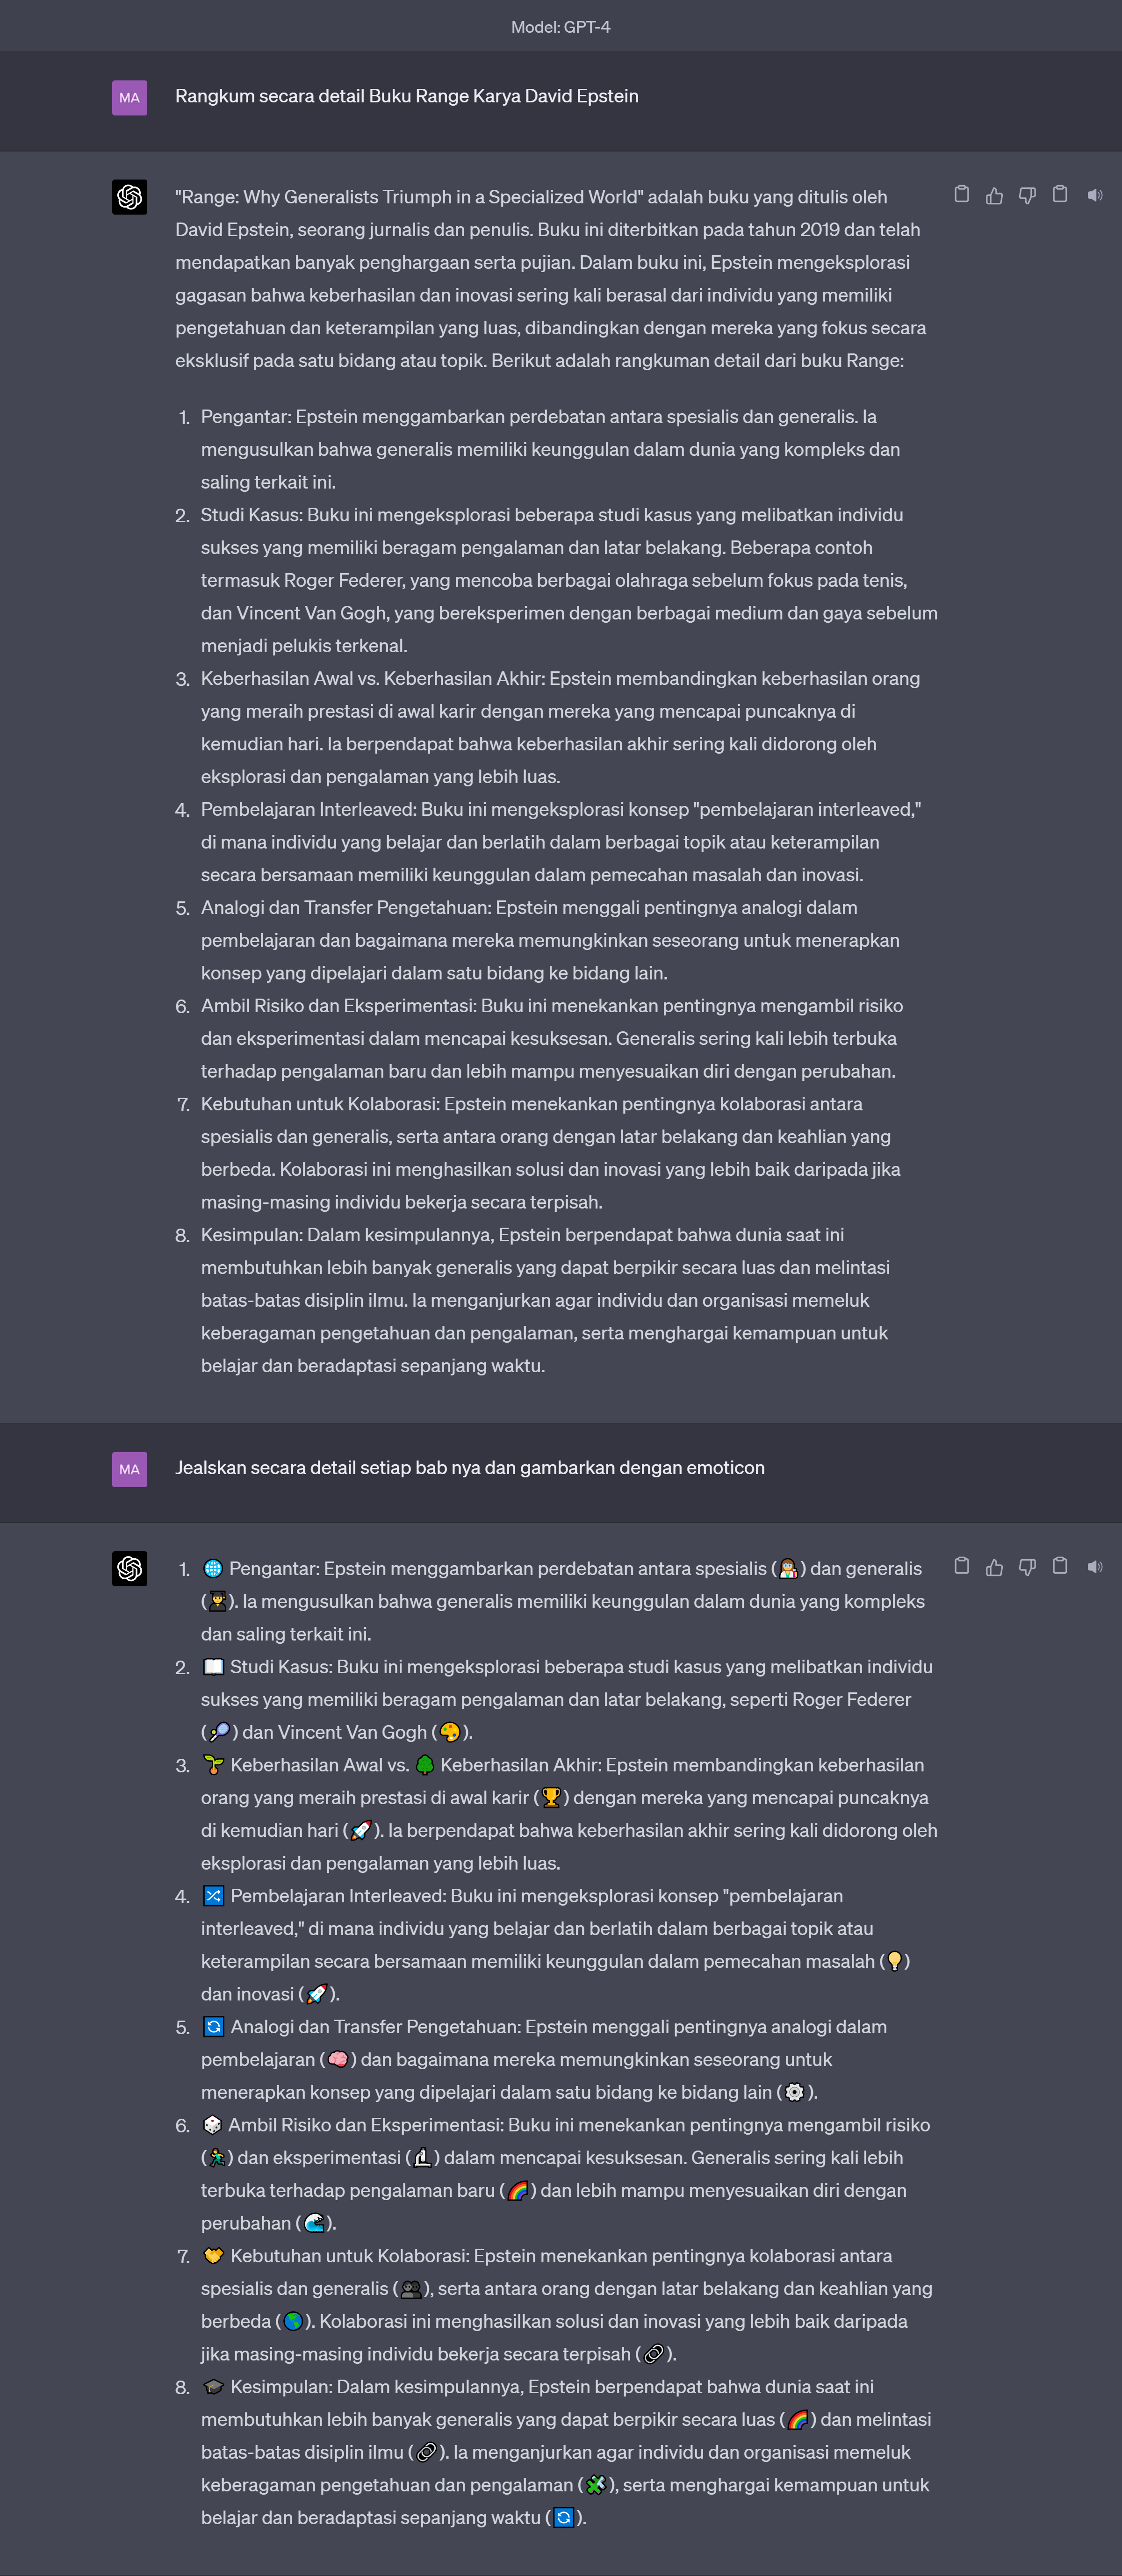 Model: GPT-4
MA
Rangkum secara detail Buku Range Karya David Epstein
"Range: Why Generalists Triumph in a Specialized World" adalah buku yang ditulis oleh
David Epstein, seorang jurnalis dan penulis. Buku ini diterbitkan pada tahun 2019 dan telah
mendapatkan banyak penghargaan serta pujian. Dalam buku ini, Epstein mengeksplorasi
gagasan bahwa keberhasilan dan inovasi sering kali berasal dari individu yang memiliki
pengetahuan dan keterampilan yang luas, dibandingkan dengan mereka yang fokus secara
eksklusif pada satu bidang atau topik. Berikut adalah rangkuman detail dari buku Range:
1. Pengantar: Epstein menggambarkan perdebatan antara spesialis dan generalis. Ia
mengusulkan bahwa generalis memiliki keunggulan dalam dunia yang kompleks dan
saling terkait ini.
2. Studi Kasus: Buku ini mengeksplorasi beberapa studi kasus yang melibatkan individu
sukses yang memiliki beragam pengalaman dan latar belakang. Beberapa contoh
termasuk Roger Federer, yang mencoba berbagai olahraga sebelum fokus pada tenis,
dan Vincent Van Gogh, yang bereksperimen dengan berbagai medium dan gaya sebelum
menjadi pelukis terkenal.
3. Keberhasilan Awal vs. Keberhasilan Akhir: Epstein membandingkan keberhasilan orang
yang meraih prestasi di awal karir dengan mereka yang mencapai puncaknya di
kemudian hari. Ia berpendapat bahwa keberhasilan akhir sering kali didorong oleh
eksplorasi dan pengalaman yang lebih luas.
4. Pembelajaran Interleaved: Buku ini mengeksplorasi konsep "pembelajaran interleaved,"
di mana individu yang belajar dan berlatih dalam berbagai topik atau keterampilan
secara bersamaan memiliki keunggulan dalam pemecahan masalah dan inovasi.
5. Analogi dan Transfer Pengetahuan: Epstein menggali pentingnya analogi dalam
pembelajaran dan bagaimana mereka memungkinkan seseorang untuk menerapkan
konsep yang dipelajari dalam satu bidang ke bidang lain.
6. Ambil Risiko dan Eksperimentasi: Buku ini menekankan pentingnya mengambil risiko
dan eksperimentasi dalam mencapai kesuksesan. Generalis sering kali lebih terbuka
terhadap pengalaman baru dan lebih mampu menyesuaikan diri dengan perubahan.
7. Kebutuhan untuk Kolaborasi: Epstein menekankan pentingnya kolaborasi antara
spesialis dan generalis, serta antara orang dengan latar belakang dan keahlian yang
berbeda. Kolaborasi ini menghasilkan solusi dan inovasi yang lebih baik daripada jika
masing-masing individu bekerja secara terpisah.
8. Kesimpulan: Dalam kesimpulannya, Epstein berpendapat bahwa dunia saat ini
membutuhkan lebih banyak generalis yang dapat berpikir secara luas dan melintasi
batas-batas disiplin ilmu. Ia menganjurkan agar individu dan organisasi memeluk
keberagaman pengetahuan dan pengalaman, serta menghargai kemampuan untuk
belajar dan beradaptasi sepanjang waktu.
MA
Jealskan secara detail setiap bab nya dan gambarkan dengan emoticon
1. 🌐 Pengantar: Epstein menggambarkan perdebatan antara spesialis (👩‍🔬) dan generalis
(👩‍🎓). Ia mengusulkan bahwa generalis memiliki keunggulan dalam dunia yang kompleks
dan saling terkait ini.
2. 📖 Studi Kasus: Buku ini mengeksplorasi beberapa studi kasus yang melibatkan individu
sukses yang memiliki beragam pengalaman dan latar belakang, seperti Roger Federer
(🎾) dan Vincent Van Gogh (🎨).
3. 🌱 Keberhasilan Awal vs. 🌳 Keberhasilan Akhir: Epstein membandingkan keberhasilan
orang yang meraih prestasi di awal karir (🏆) dengan mereka yang mencapai puncaknya
di kemudian hari (🚀). Ia berpendapat bahwa keberhasilan akhir sering kali didorong oleh
eksplorasi dan pengalaman yang lebih luas.
4. 🔀 Pembelajaran Interleaved: Buku ini mengeksplorasi konsep "pembelajaran
interleaved," di mana individu yang belajar dan berlatih dalam berbagai topik atau
keterampilan secara bersamaan memiliki keunggulan dalam pemecahan masalah (💡)
dan inovasi (🚀).
5. 🔄 Analogi dan Transfer Pengetahuan: Epstein menggali pentingnya analogi dalam
pembelajaran (🧠) dan bagaimana mereka memungkinkan seseorang untuk
menerapkan konsep yang dipelajari dalam satu bidang ke bidang lain (⚙️).
6. 🎲 Ambil Risiko dan Eksperimentasi: Buku ini menekankan pentingnya mengambil risiko
(🏃‍♂️) dan eksperimentasi (🔬) dalam mencapai kesuksesan. Generalis sering kali lebih
terbuka terhadap pengalaman baru (🌈) dan lebih mampu menyesuaikan diri dengan
perubahan (🌊).
7. 🤝 Kebutuhan untuk Kolaborasi: Epstein menekankan pentingnya kolaborasi antara
spesialis dan generalis (👥), serta antara orang dengan latar belakang dan keahlian yang
berbeda (🌎). Kolaborasi ini menghasilkan solusi dan inovasi yang lebih baik daripada
jika masing-masing individu bekerja secara terpisah (🔗).
8. 🎓 Kesimpulan: Dalam kesimpulannya, Epstein berpendapat bahwa dunia saat ini
membutuhkan lebih banyak generalis yang dapat berpikir secara luas (🌈) dan melintasi
batas-batas disiplin ilmu (🔗). Ia menganjurkan agar individu dan organisasi memeluk
keberagaman pengetahuan dan pengalaman (🧩), serta menghargai kemampuan untuk
belajar dan beradaptasi sepanjang waktu (🔄).